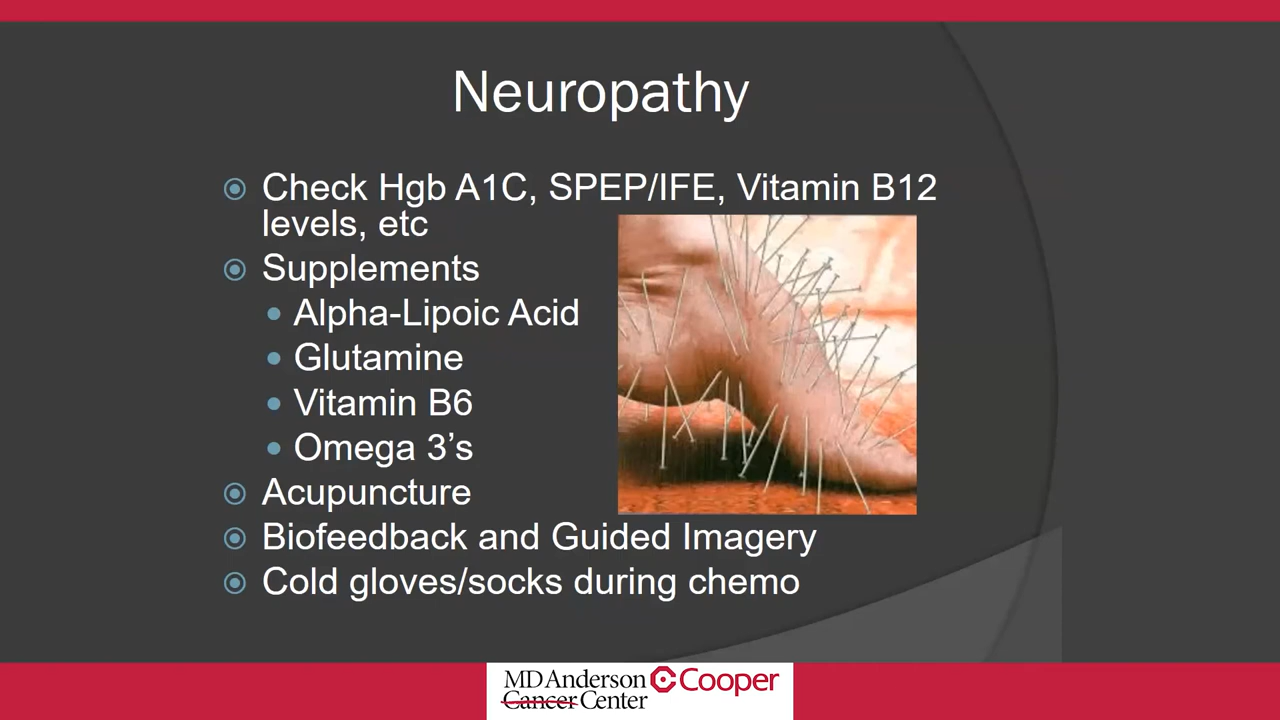 Neuropathy
Check Hgb A1C, SPEP/IFE, Vitamin B12
levels, etc
Supplements
Alpha-Lipoic Acid
Glutamine
Vitamin B6
Omega 3’s
Acupuncture
Biofeedback and Guided Imagery
Cold gloves/socks during chemo
MD Anderson Cooper
Cancer Center